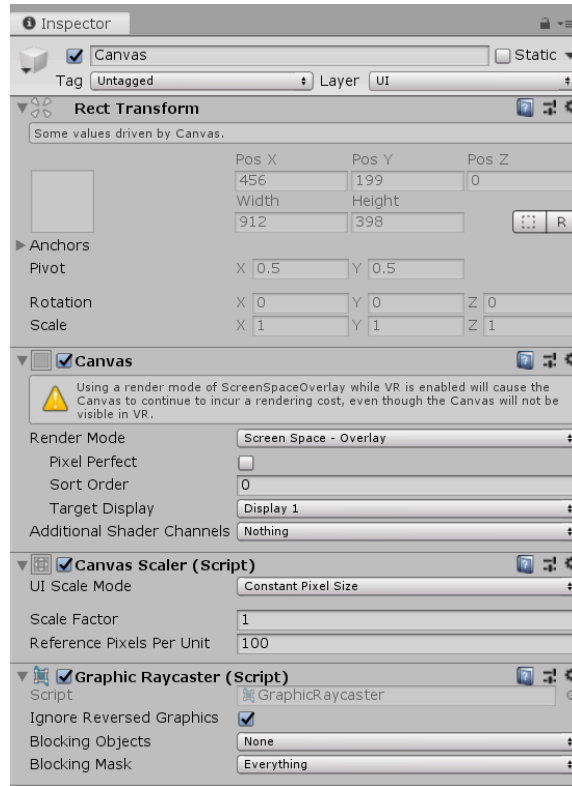 Inspector
Canvas Static
Tag Untagged Layer UI
Rect Transform
Some values driven by Canvas.
Pos X Pos Y Pos Z
456 199 0
Width Height
912 398
R
Anchors
Pivot X 0.5 Y 0.5
Rotation X 0 Y 0 Z 0
Scale X 1 Y 1 Z 1
Canvas
Using a render mode of ScreenSpaceOverlay while VR is enabled will cause the
Canvas to continue to incur a rendering cost, even though the Canvas will not be
visible in VR.
Render Mode Screen Space - Overlay
Pixel Perfect
Sort Order 0
Target Display Display 1
Additional Shader Channels Nothing
Canvas Scaler (Script)
UI Scale Mode Constant Pixel Size
Scale Factor 1
Reference Pixels Per Unit 100
Graphic Raycaster (Script)
Script GraphicRaycaster
Ignore Reversed Graphics
Blocking Objects None
Blocking Mask Everything